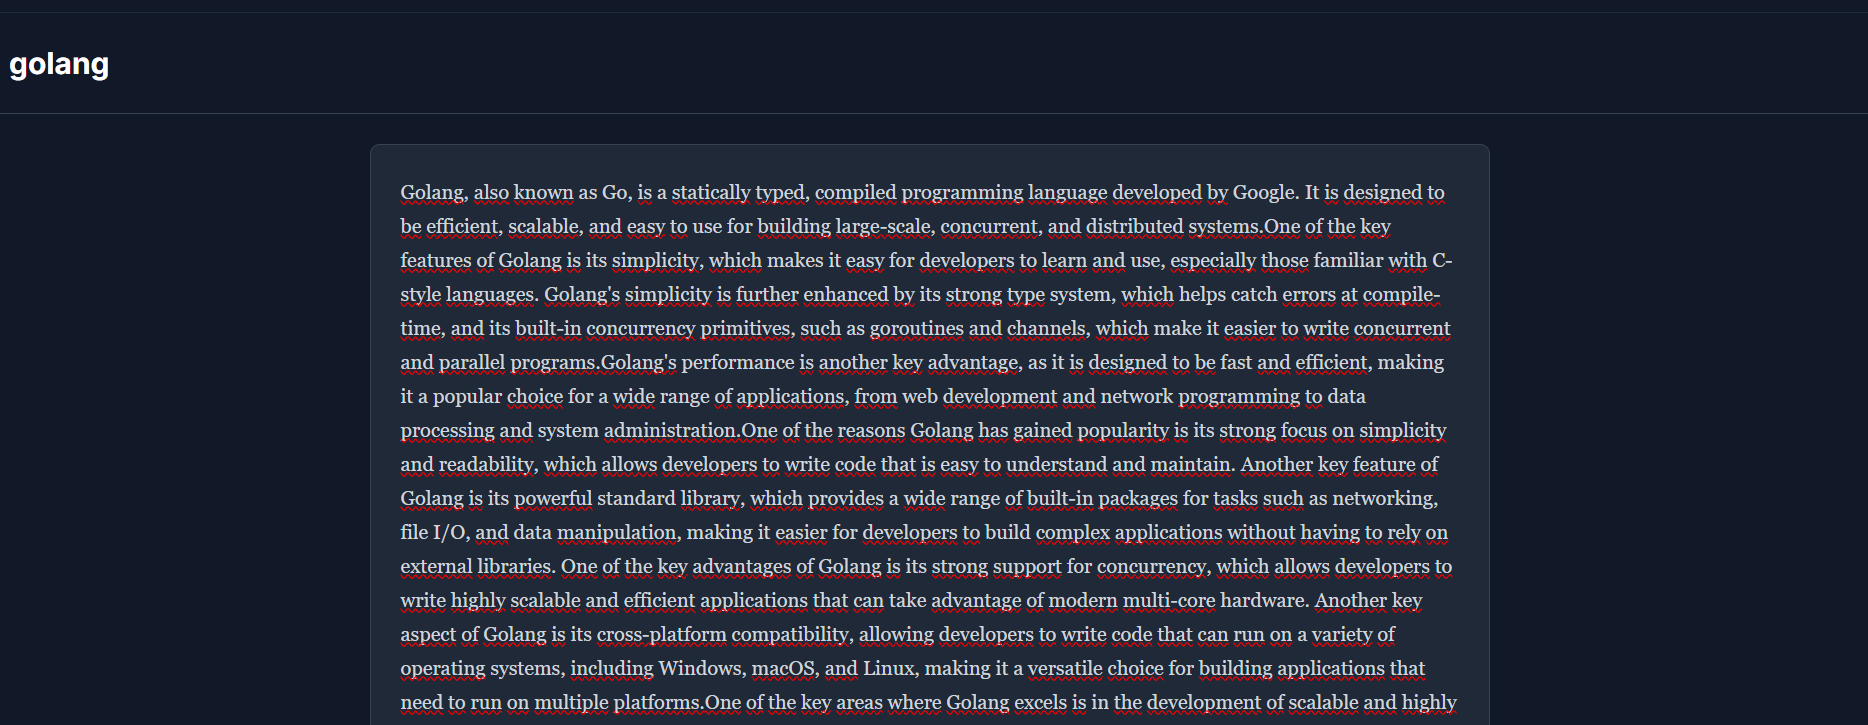 golang
Golang, also known as Go, is a statically typed, compiled programming language developed by Google. It is designed to
be efficient, scalable, and easy to use for building large-scale, concurrent, and distributed systems.One of the key
features of Golang is its simplicity, which makes it easy for developers to learn and use, especially those familiar with C-
style languages. Golang's simplicity is further enhanced by its strong type system, which helps catch errors at compile-
time, and its built-in concurrency primitives, such as goroutines and channels, which make it easier to write concurrent
and parallel programs.Golang's performance is another key advantage, as it is designed to be fast and efficient, making
it a popular choice for a wide range of applications, from web development and network programming to data
processing and system administration.One of the reasons Golang has gained popularity is its strong focus on simplicity
and readability, which allows developers to write code that is easy to understand and maintain. Another key feature of
Golang is its powerful standard library, which provides a wide range of built-in packages for tasks such as networking,
file I/O, and data manipulation, making it easier for developers to build complex applications without having to rely on
external libraries. One of the key advantages of Golang is its strong support for concurrency, which allows developers to
write highly scalable and efficient applications that can take advantage of modern multi-core hardware. Another key
aspect of Golang is its cross-platform compatibility, allowing developers to write code that can run on a variety of
operating systems, including Windows, macOS, and Linux, making it a versatile choice for building applications that
need to run on multiple platforms.One of the key areas where Golang excels is in the development of scalable and highly